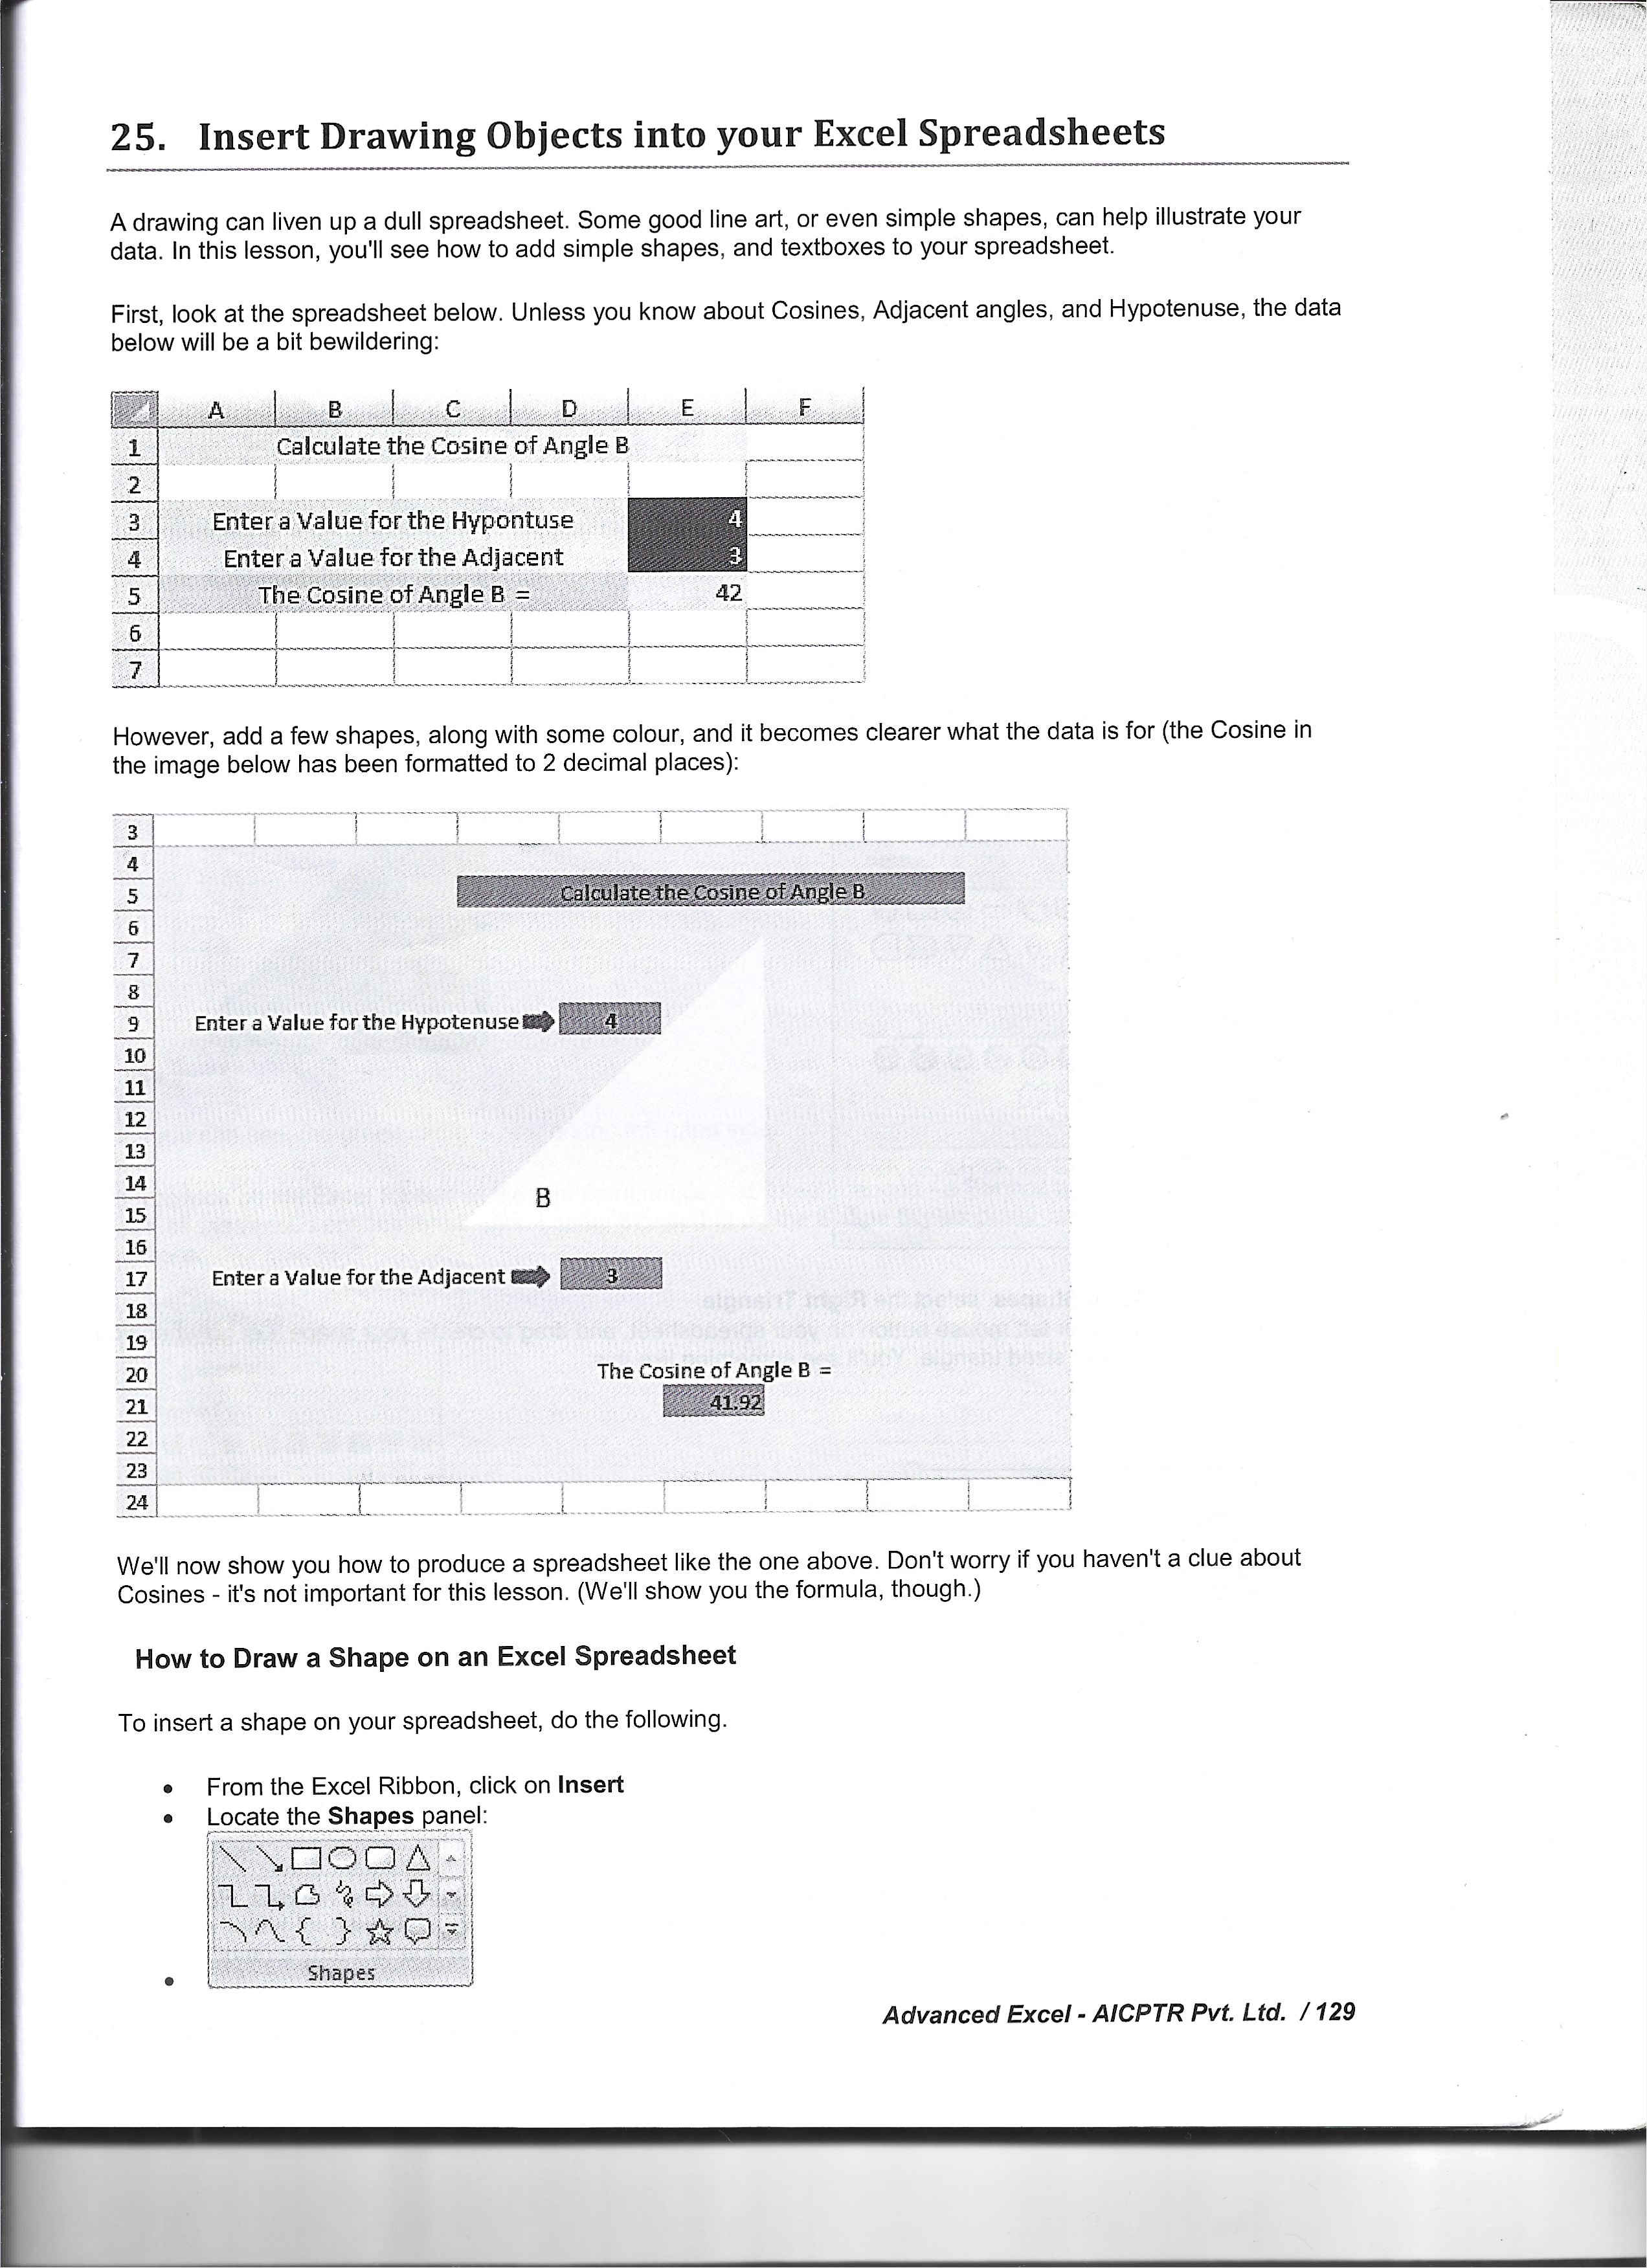 25. Insert Drawing Objects into your Excel Spreadsheets
A drawing can liven up a dull spreadsheet. Some good line art, or even simple shapes, can help illustrate your
data. In this lesson, you'll see how to add simple shapes, and textboxes to your spreadsheet.
First, look at the spreadsheet below. Unless you know about Cosines, Adjacent angles, and Hypotenuse, the data
below will be a bit bewildering:
A B C D E F
1 Calculate the Cosine of Angle B
2
3 Enter a Value for the Hypontuse 4
4 Enter a Value for the Adjacent 3
5 The Cosine of Angle B = 42
6
7
However, add a few shapes, along with some colour, and it becomes clearer what the data is for (the Cosine in
the image below has been formatted to 2 decimal places):
3
4
5 Calculate the Cosine of Angle B
6
7
8
9 Enter a Value for the Hypotenuse 4
10
11
12
13
14
B
15
16
17 Enter a Value for the Adjacent 3
18
19
20 The Cosine of Angle B =
21 41.92
22
23
24
We'll now show you how to produce a spreadsheet like the one above. Don't worry if you haven't a clue about
Cosines - it's not important for this lesson. (We'll show you the formula, though.)
How to Draw a Shape on an Excel Spreadsheet
To insert a shape on your spreadsheet, do the following.
• From the Excel Ribbon, click on Insert
• Locate the Shapes panel:
• Shapes
Advanced Excel - AICPTR Pvt. Ltd. / 129